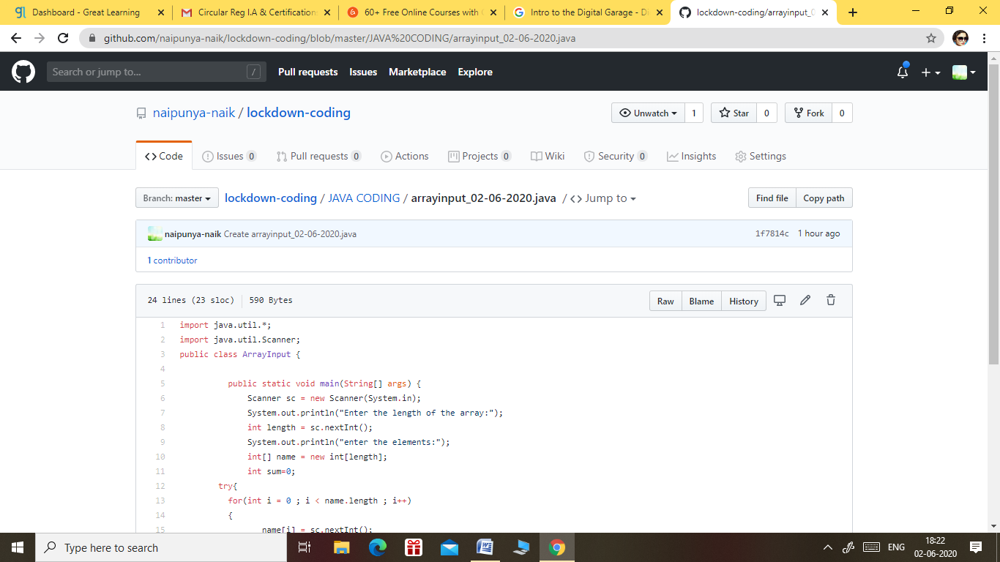 Dashboard - Great Learning
Circular Reg I.A & Certification
60+ Free Online Courses with
Intro to the Digital Garage - D
lockdown-coding/arrayinput_0
github.com/naipunya-naik/lockdown-coding/blob/master/JAVA%20CODING/arrayinput_02-06-2020.java
Search or jump to... / Pull requests Issues Marketplace Explore
naipunya-naik / lockdown-coding Unwatch 1 Star 0 Fork 0
Code Issues 0 Pull requests 0 Actions Projects 0 Wiki Security 0 Insights Settings
Branch: master lockdown-coding / JAVA CODING / arrayinput_02-06-2020.java / <> Jump to Find file Copy path
naipunya-naik Create arrayinput_02-06-2020.java 1f7814c 1 hour ago
1 contributor
24 lines (23 sloc) 590 Bytes Raw Blame History
1 import java.util.*;
2 import java.util.Scanner;
3 public class ArrayInput {
4
5 public static void main(String[] args) {
6 Scanner sc = new Scanner(System.in);
7 System.out.println("Enter the length of the array:");
8 int length = sc.nextInt();
9 System.out.println("enter the elements:");
10 int[] name = new int[length];
11 int sum=0;
12 try{
13 for(int i = 0 ; i < name.length ; i++)
14 {
15 name[i] = sc.nextInt();
Type here to search
ENG
18:22
02-06-2020